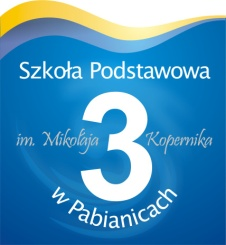 Szkoła Podstawowa
3
im. Mikołaja Kopernika
w Pabianicach